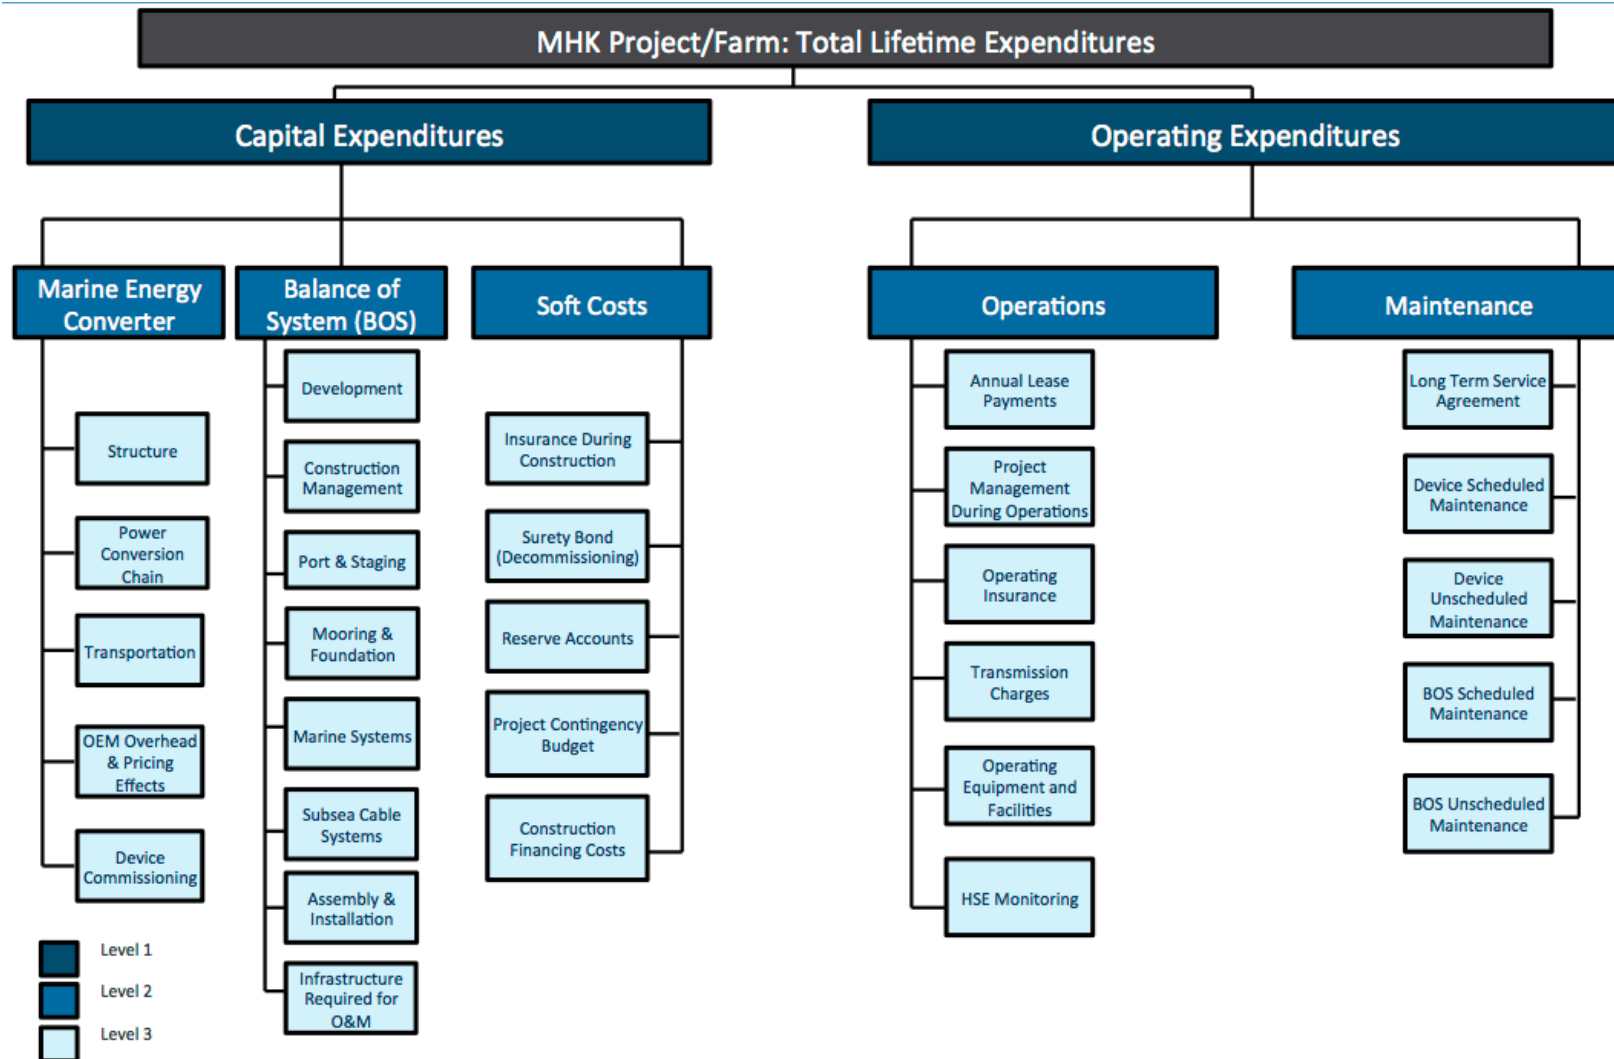 MHK Project/Farm: Total Lifetime Expenditures
Capital Expenditures
Operating Expenditures
Marine Energy
Converter
Balance of
System (BOS)
Soft Costs
Operations
Maintenance
Structure
Power
Conversion
Chain
Transportation
OEM Overhead
& Pricing
Effects
Device
Commissioning
Development
Construction
Management
Port & Staging
Mooring &
Foundation
Marine Systems
Subsea Cable
Systems
Assembly &
Installation
Infrastructure
Required for
O&M
Insurance During
Construction
Surety Bond
(Decommissioning)
Reserve Accounts
Project Contingency
Budget
Construction
Financing Costs
Annual Lease
Payments
Project
Management
During Operations
Operating
Insurance
Transmission
Charges
Operating
Equipment and
Facilities
HSE Monitoring
Long Term Service
Agreement
Device Scheduled
Maintenance
Device
Unscheduled
Maintenance
BOS Scheduled
Maintenance
BOS Unscheduled
Maintenance
Level 1
Level 2
Level 3